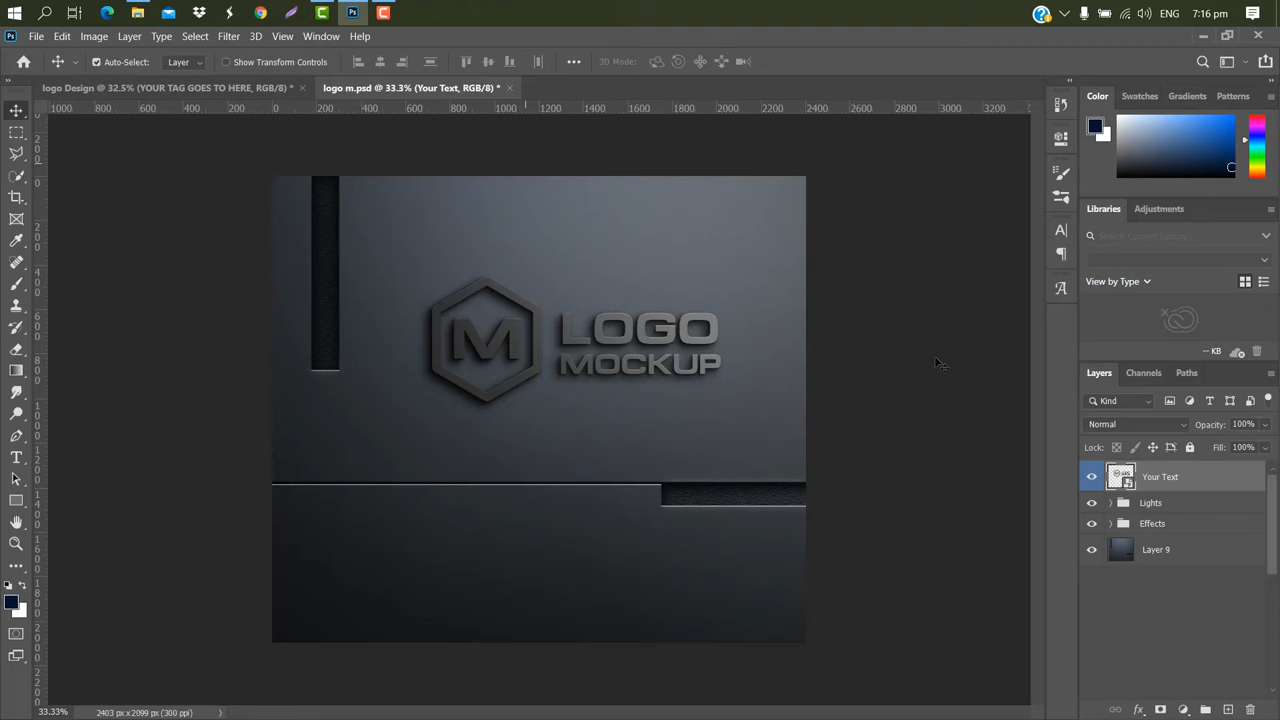 ENG
7:16 pm
Ps
File
Edit
Image
Layer
Type
Select
Filter
3D
View
Window
Help
Auto-Select:
Layer
Show Transform Controls
3D Mode:
logo Design @ 32.5% (YOUR TAG GOES TO HERE, RGB/8) *
logo m.psd @ 33.3% (Your Text, RGB/8) *
1000
800
600
400
200
0
200
400
600
800
1000
1200
1400
1600
1800
2000
2200
2400
2600
2800
3000
3200
Color
Swatches
Gradients
Patterns
Libraries
Adjustments
Search Current Library
View by Type
-- KB
Layers
Channels
Paths
Kind
Normal
Opacity: 100%
Lock:
Fill: 100%
Your Text
Lights
Effects
Layer 9
M
LOGO
MOCKUP
33.33%
2403 px x 2099 px (300 ppi)